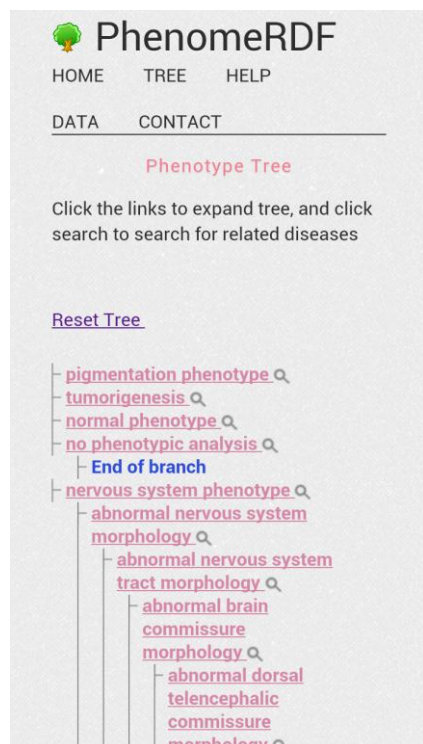 PhenomeRDF
HOME TREE HELP
DATA CONTACT
Phenotype Tree
Click the links to expand tree, and click
search to search for related diseases
Reset Tree
pigmentation phenotype
tumorigenesis
normal phenotype
no phenotypic analysis
End of branch
nervous system phenotype
abnormal nervous system
morphology
abnormal nervous system
tract morphology
abnormal brain
commissure
morphology
abnormal dorsal
telencephalic
commissure
morphology